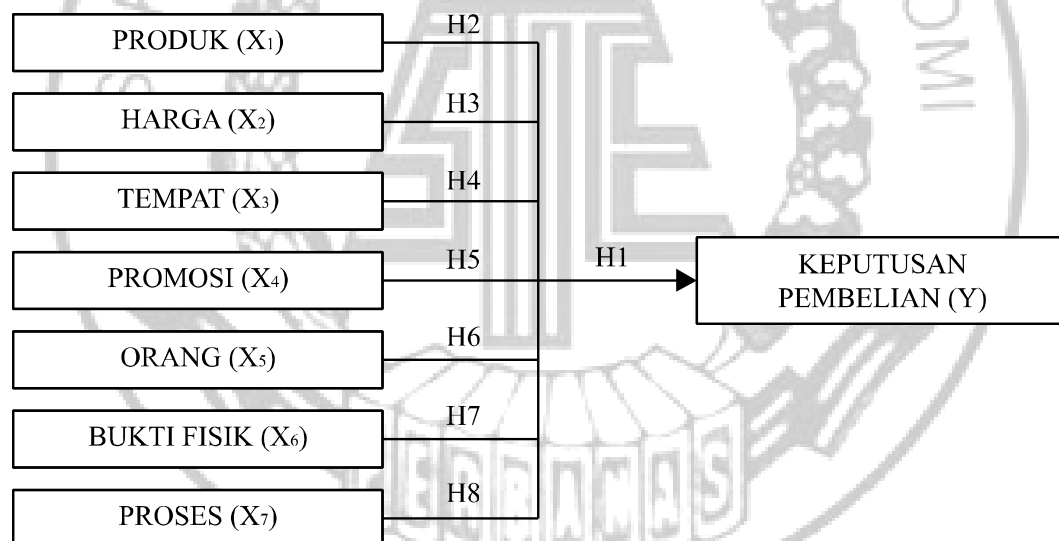 PRODUK (X₁)
H2
HARGA (X₂)
H3
TEMPAT (X₃)
H4
PROMOSI (X₄)
H5
H1
KEPUTUSAN
PEMBELIAN (Y)
ORANG (X₅)
H6
BUKTI FISIK (X₆)
H7
PROSES (X₇)
H8
OMI